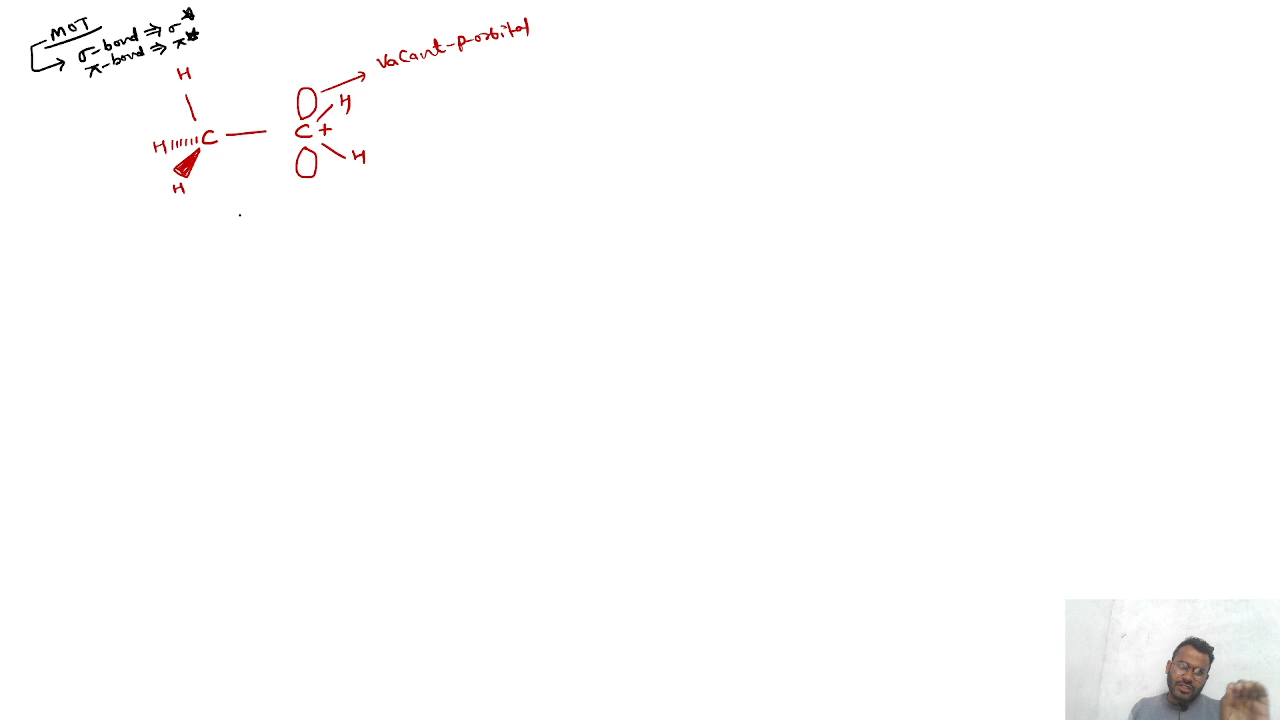 MOT
σ-bond ⇒ σ*
π-bond ⇒ π*
Vacant-p-orbital
H
H
H C C+
H
H